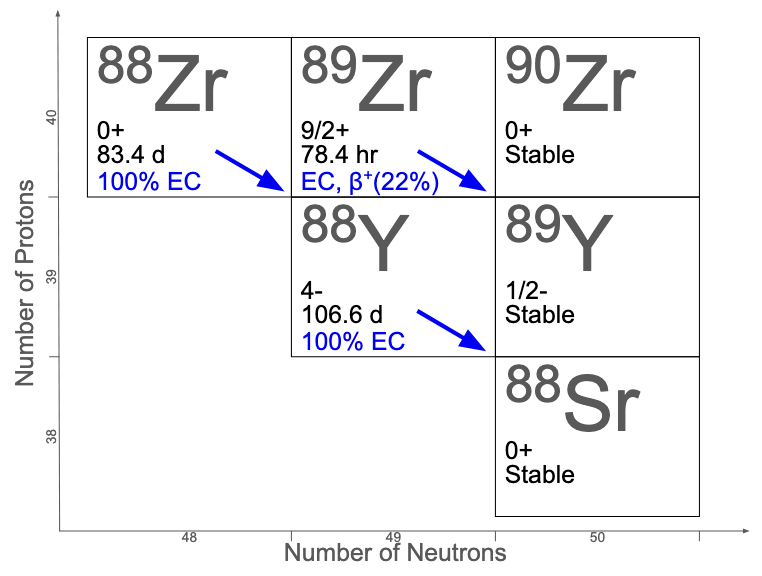 88Zr
0+
83.4 d
100% EC
89Zr
9/2+
78.4 hr
EC, β⁺(22%)
90Zr
0+
Stable
88Y
4-
106.6 d
100% EC
89Y
1/2-
Stable
88Sr
0+
Stable
Number of Protons
40
39
38
48
49
50
Number of Neutrons